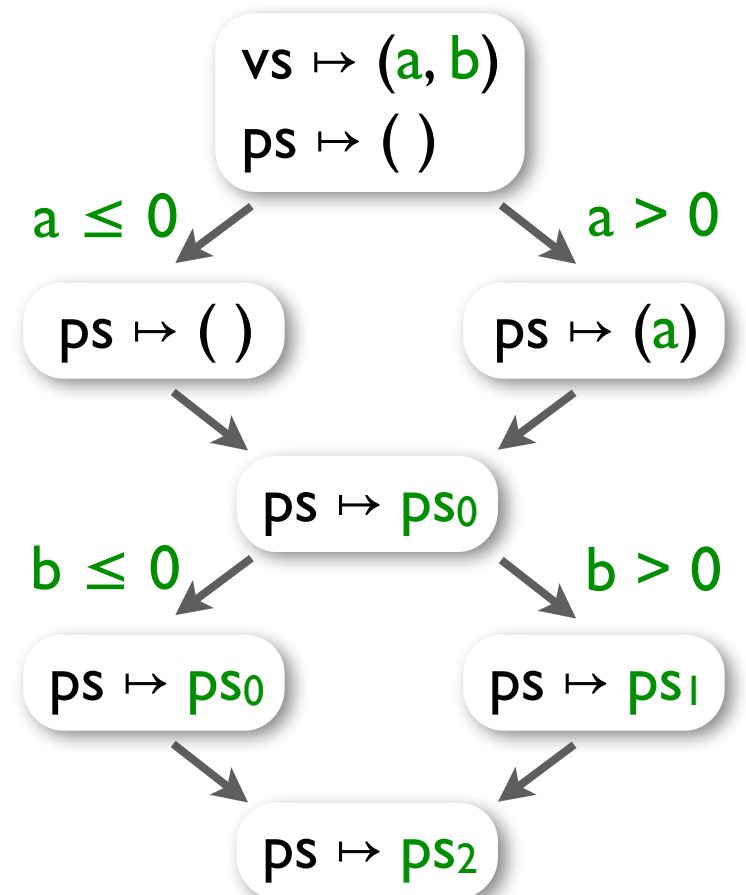 vs ↦ (a, b)
ps ↦ ( )
a ≤ 0
a > 0
ps ↦ ( )
ps ↦ (a)
ps ↦ ps₀
b ≤ 0
b > 0
ps ↦ ps₀
ps ↦ ps₁
ps ↦ ps₂